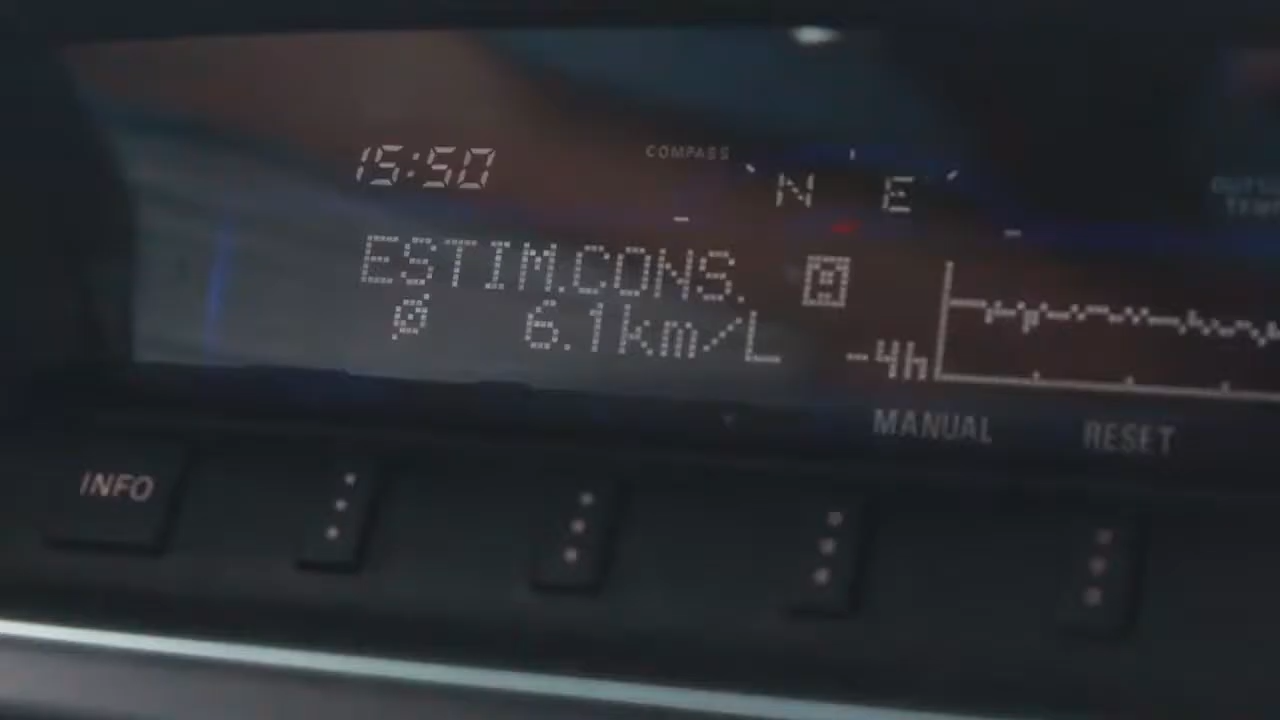 15:50
COMPASS
N E
ESTIM.CONS.
ø 6.1km/L
-4h
MANUAL RESET
INFO